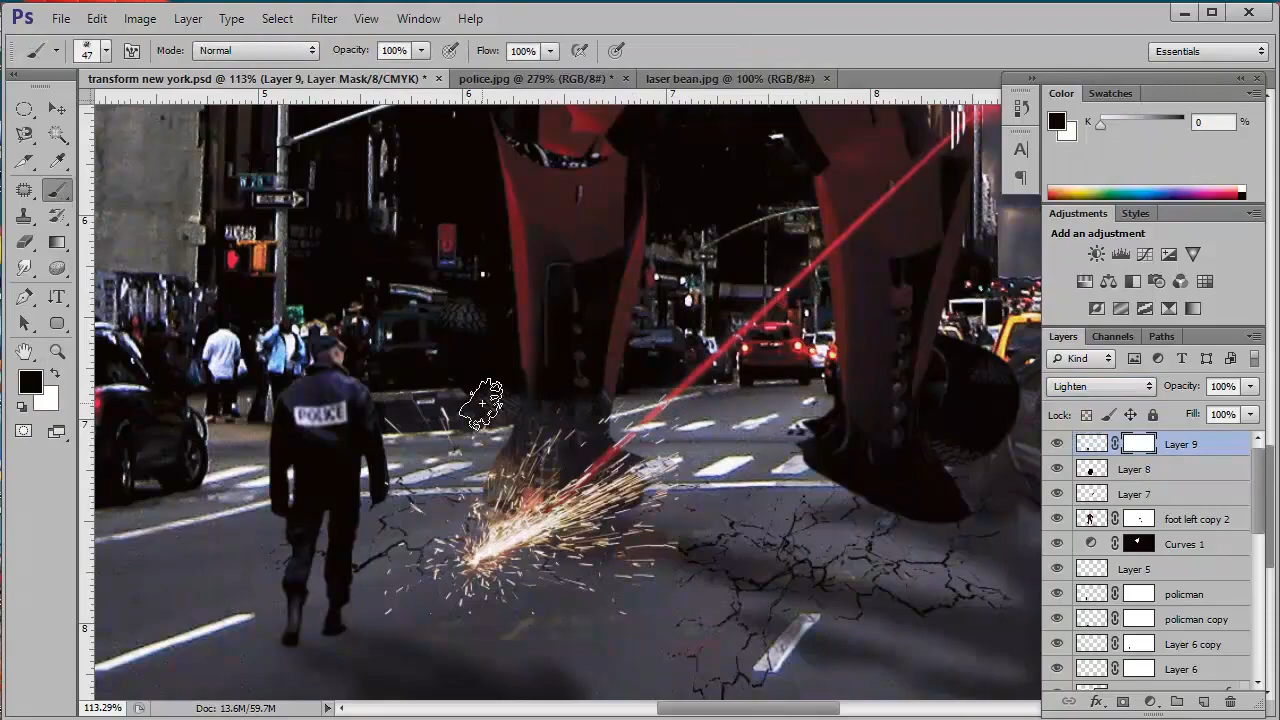 Ps File Edit Image Layer Type Select Filter View Window Help
47 Mode: Normal Opacity: 100% Flow: 100% Essentials
transform new york.psd @ 113% (Layer 9, Layer Mask/8/CMYK) * × police.jpg @ 279% (RGB/8#) * × laser bean.jpg @ 100% (RGB/8#) ×
5 6 7 8
Color Swatches
K 0 %
6
7
8
POLICE
Adjustments Styles
Add an adjustment
Layers Channels Paths
Kind
Lighten Opacity: 100%
Lock: Fill: 100%
Layer 9
Layer 8
Layer 7
foot left copy 2
Curves 1
Layer 5
policman
policman copy
Layer 6 copy
Layer 6
113.29% Doc: 13.6M/59.7M